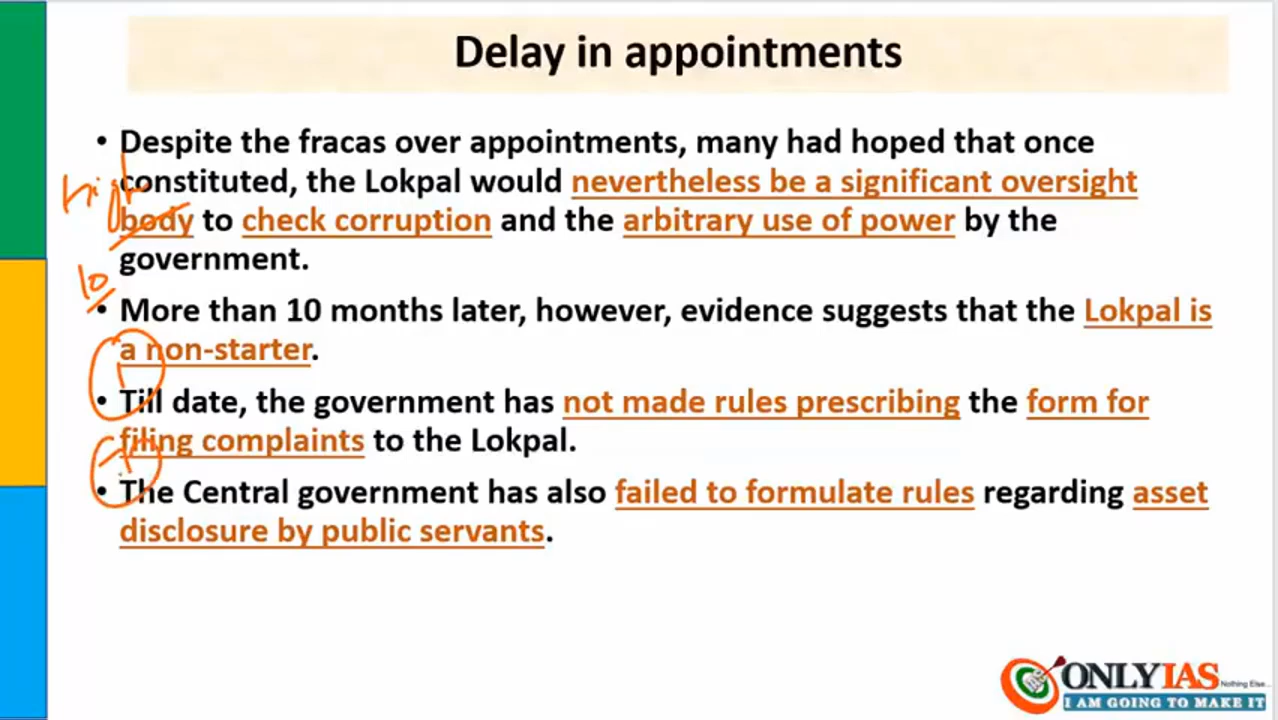 Delay in appointments
• Despite the fracas over appointments, many had hoped that once
constituted, the Lokpal would nevertheless be a significant oversight
body to check corruption and the arbitrary use of power by the
government.
high
10
• More than 10 months later, however, evidence suggests that the Lokpal is
a non-starter.
• Till date, the government has not made rules prescribing the form for
filing complaints to the Lokpal.
• The Central government has also failed to formulate rules regarding asset
disclosure by public servants.
ONLYIAS
Nothing Else...
I AM GOING TO MAKE IT